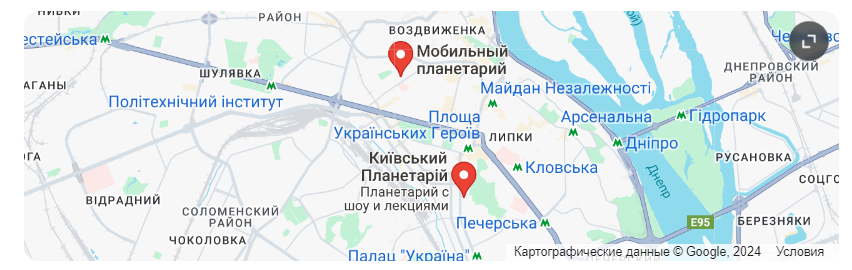 НИВКИ
РАЙОН
ВОЗДВИЖЕНКА
естейська
Мобильный
планетарий
ДНЕПРОВСКИЙ
РАЙОН
ШУЛЯВКА
АГАНЫ
Майдан Незалежності
Політехнічний інститут
Площа
Українських Героїв
Арсенальна
Гідропарк
ЛИПКИ
Дніпро
РУСАНОВКА
Київський
Планетарій
Планетарий с
шоу и лекциями
Кловська
Днепр
СОЦГО
ВІДРАДНИЙ
СОЛОМЕНСКИЙ
РАЙОН
ЧОКОЛОВКА
Печерська
E95
БЕРЕЗНЯКИ
Палац "Україна"
Картографические данные © Google, 2024
Условия